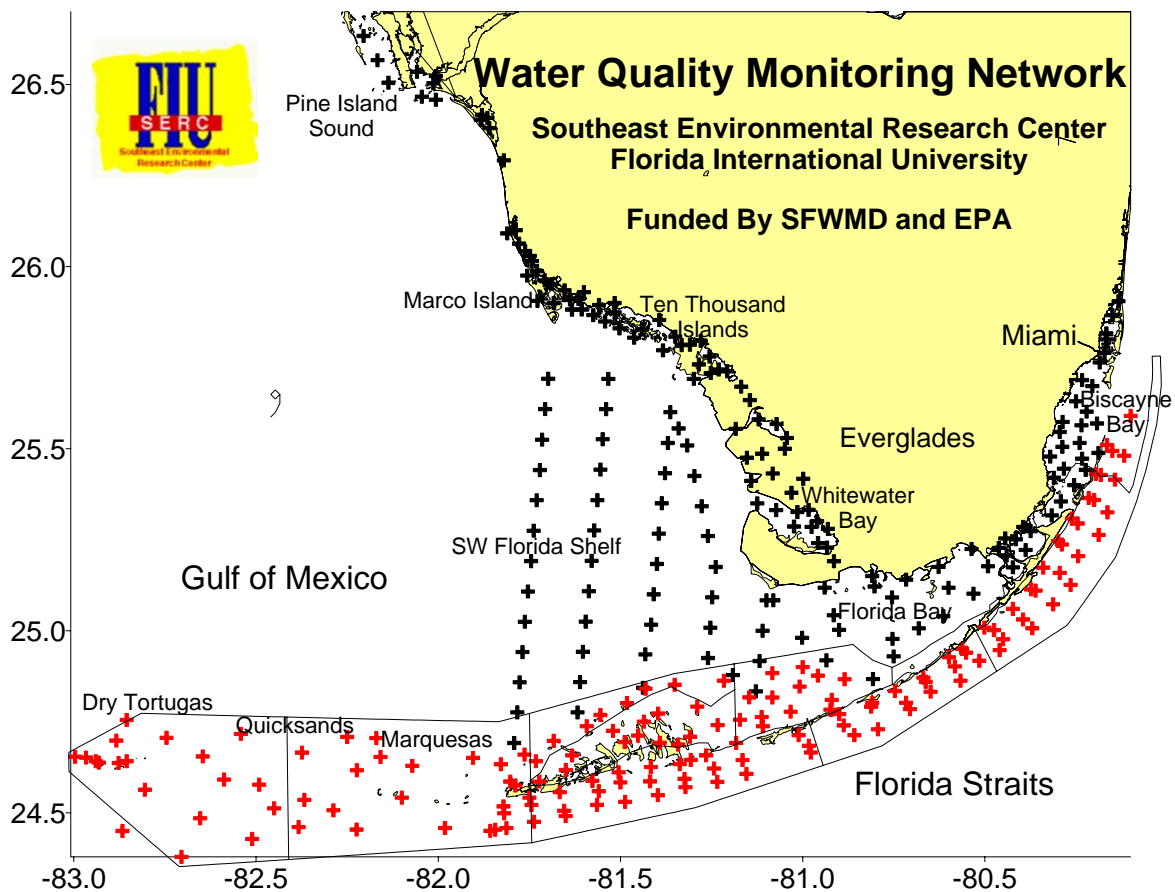 FIU
SERC
Southeast Environmental
Research Center
Water Quality Monitoring Network
Southeast Environmental Research Center
Florida International University
Funded By SFWMD and EPA
Pine Island
Sound
Marco Island
Ten Thousand
Islands
Miami
Biscayne
Bay
Everglades
Whitewater
Bay
SW Florida Shelf
Gulf of Mexico
Florida Bay
Dry Tortugas
Quicksands
Marquesas
Florida Straits
26.5
26.0
25.5
25.0
24.5
-83.0
-82.5
-82.0
-81.5
-81.0
-80.5